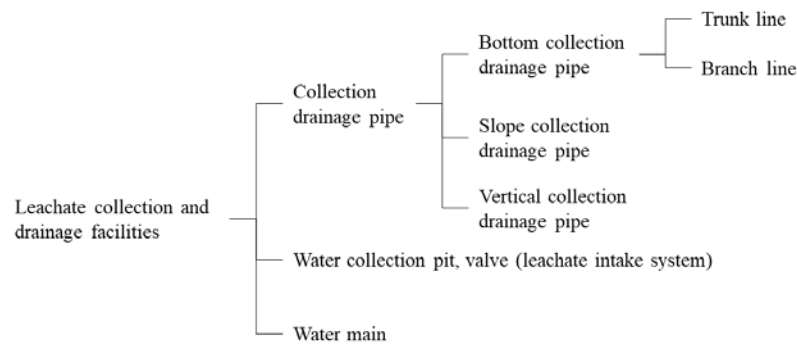 Trunk line
Bottom collection
drainage pipe
Branch line
Collection
drainage pipe
Slope collection
drainage pipe
Vertical collection
drainage pipe
Leachate collection and
drainage facilities
Water collection pit, valve (leachate intake system)
Water main